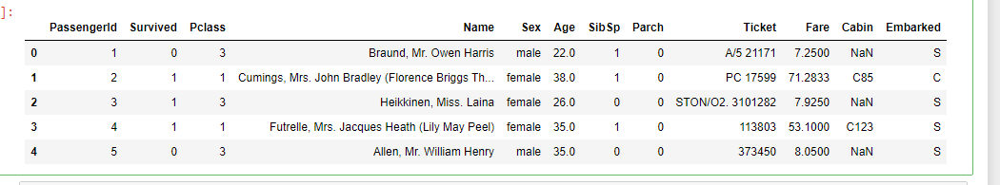 ]:
PassengerId Survived Pclass Name Sex Age SibSp Parch Ticket Fare Cabin Embarked
0 1 0 3 Braund, Mr. Owen Harris male 22.0 1 0 A/5 21171 7.2500 NaN S
1 2 1 1 Cumings, Mrs. John Bradley (Florence Briggs Th... female 38.0 1 0 PC 17599 71.2833 C85 C
2 3 1 3 Heikkinen, Miss. Laina female 26.0 0 0 STON/O2. 3101282 7.9250 NaN S
3 4 1 1 Futrelle, Mrs. Jacques Heath (Lily May Peel) female 35.0 1 0 113803 53.1000 C123 S
4 5 0 3 Allen, Mr. William Henry male 35.0 0 0 373450 8.0500 NaN S